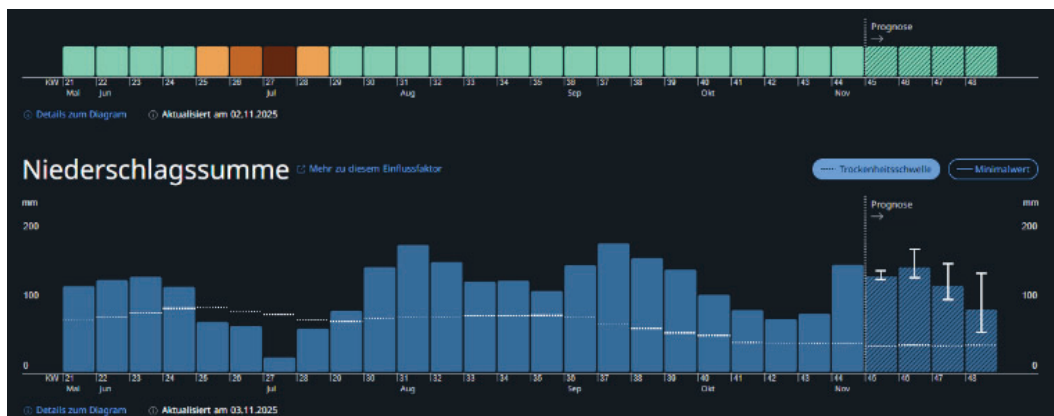 Prognose
→
KW 21 22 23 24 25 26 27 28 29 30 31 32 33 34 35 36 37 38 39 40 41 42 43 44 45 46 47 48
Mai Jun Jul Aug Sep Okt Nov
Details zum Diagram Aktualisiert am 02.11.2025
Niederschlagssumme Mehr zu diesem Einflussfaktor Trockenheitsschwelle Minimalwert
mm Prognose mm
→
200 200
100 100
0 0
KW 21 22 23 24 25 26 27 28 29 30 31 32 33 34 35 36 37 38 39 40 41 42 43 44 45 46 47 48
Mai Jun Jul Aug Sep Okt Nov
Details zum Diagram Aktualisiert am 03.11.2025